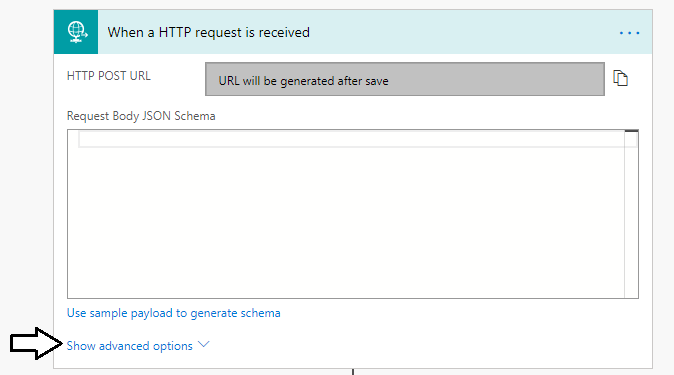 When a HTTP request is received
HTTP POST URL
URL will be generated after save
Request Body JSON Schema
Use sample payload to generate schema
Show advanced options